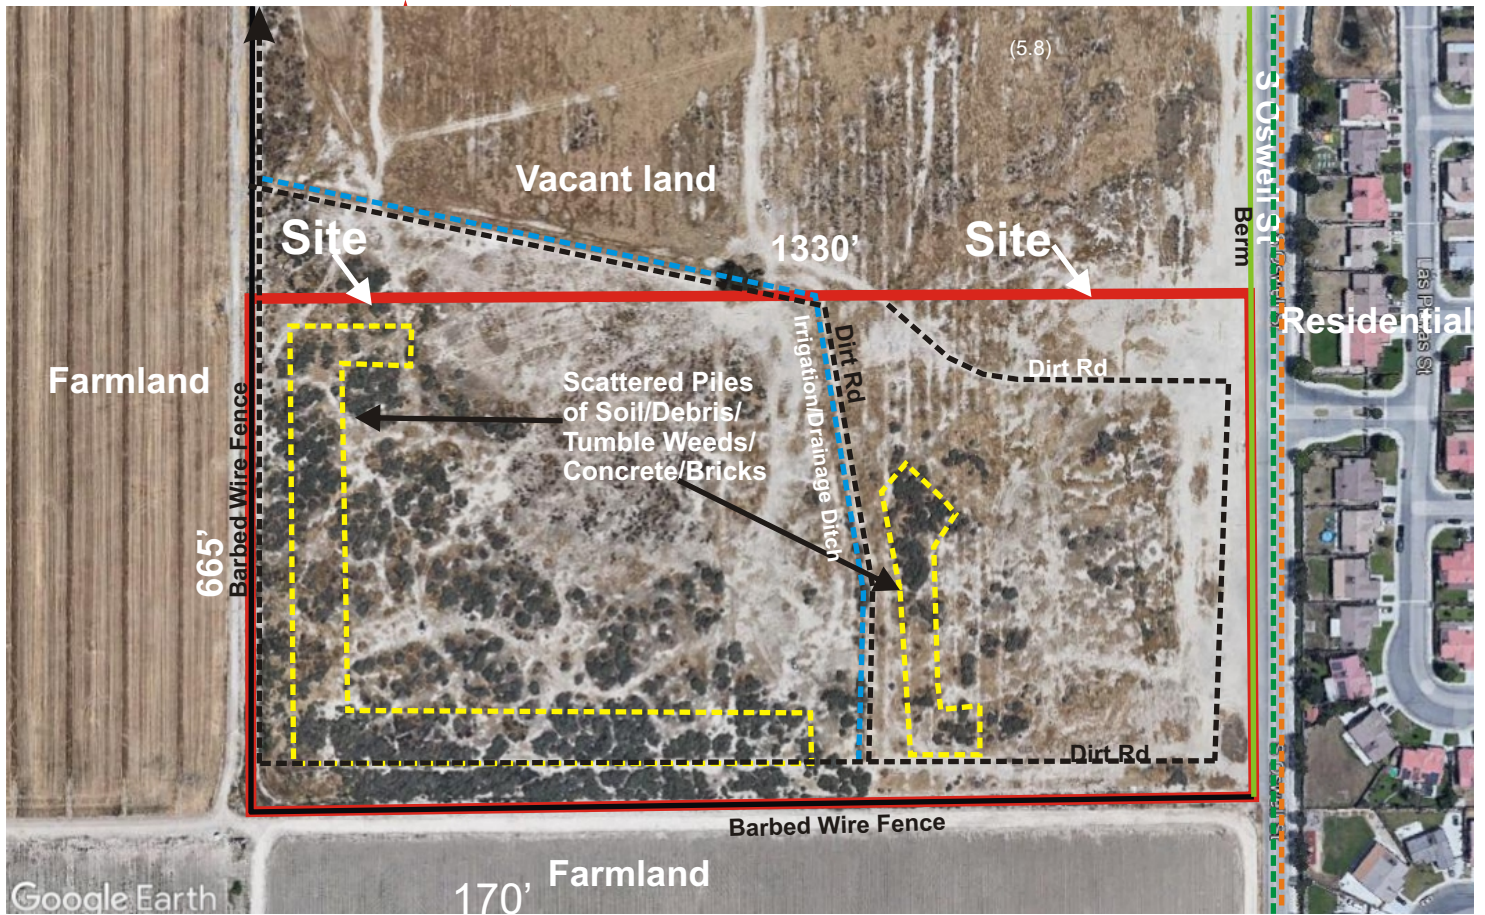 (5.8)
S Oswell St
Vacant land
Site
1330’
Site
Berm
Residential
Las Palmas St
Farmland
Dirt Rd
Dirt Rd
Scattered Piles
of Soil/Debris/
Tumble Weeds/
Concrete/Bricks
Irrigation/Drainage Ditch
Barbed Wire Fence
665’
Dirt Rd
Barbed Wire Fence
Farmland
170’
Google Earth